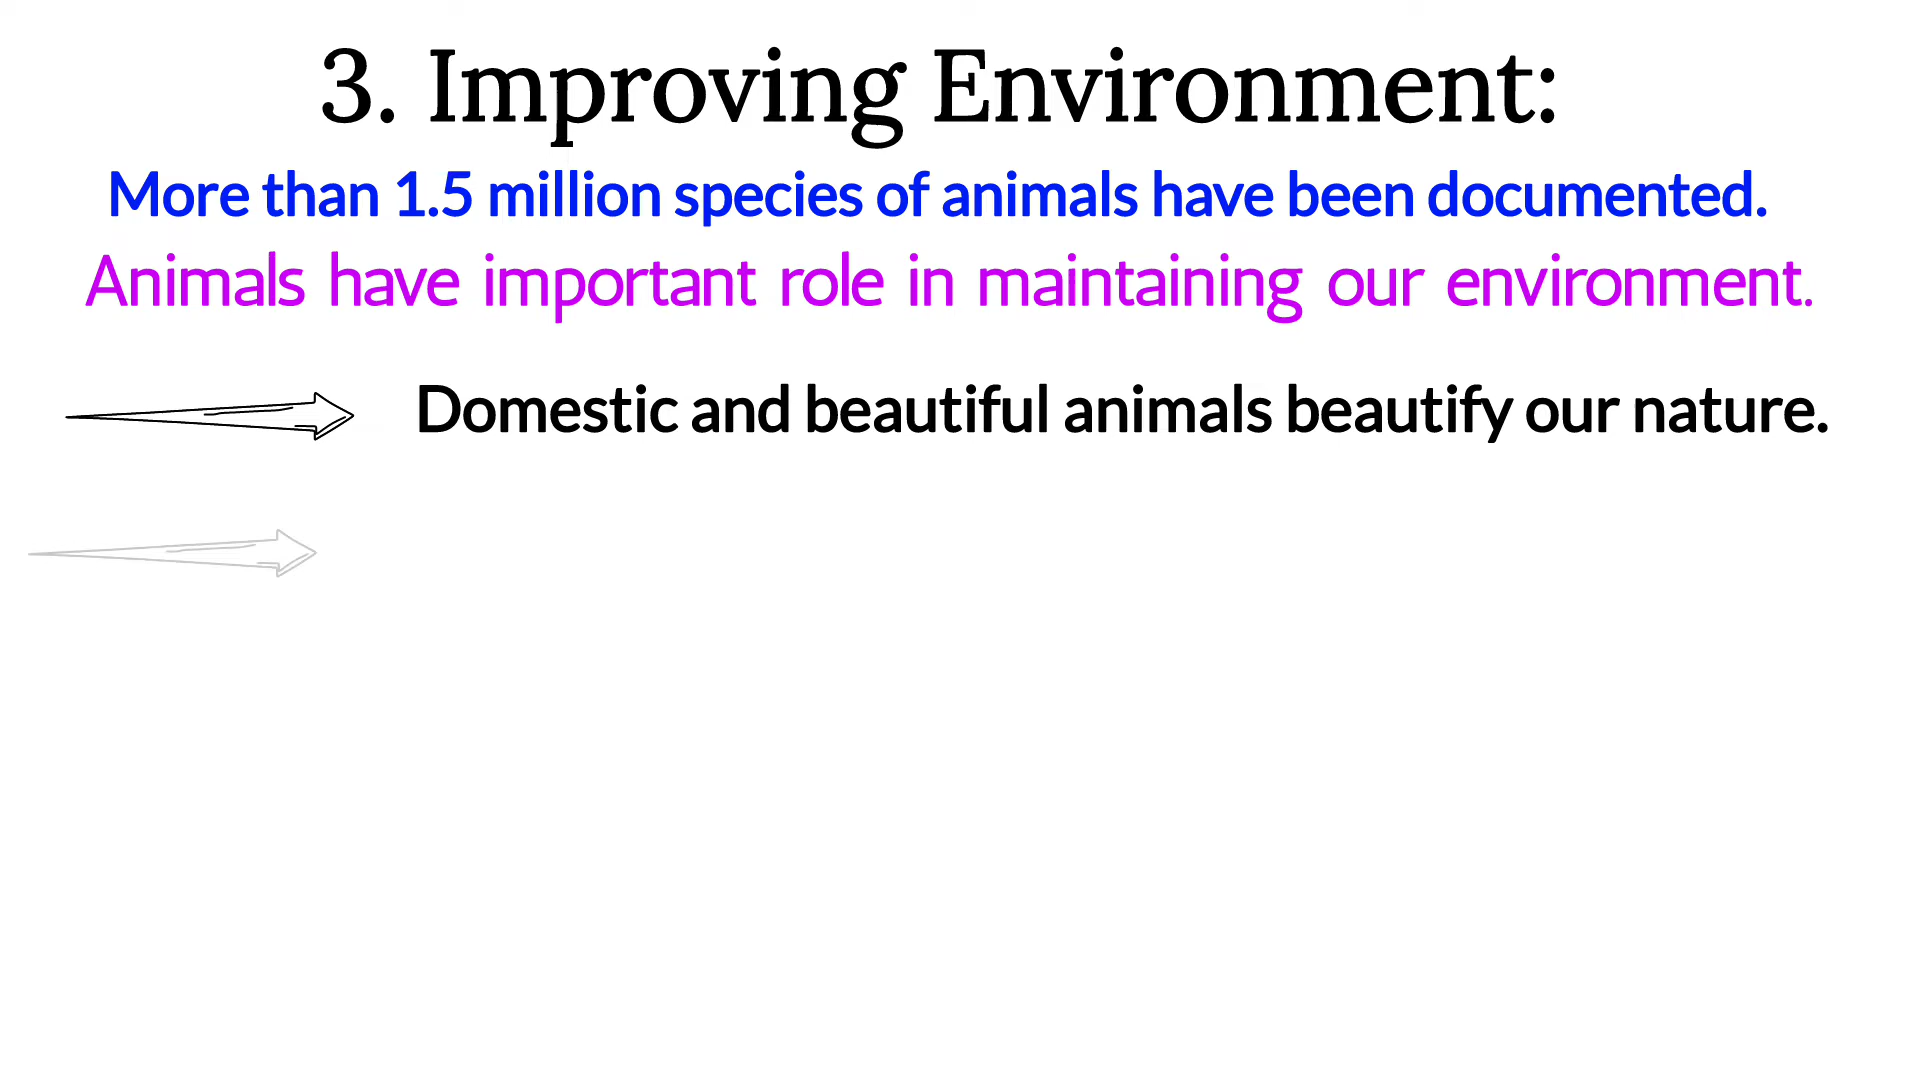 3. Improving Environment:
More than 1.5 million species of animals have been documented.
Animals have important role in maintaining our environment.
Domestic and beautiful animals beautify our nature.